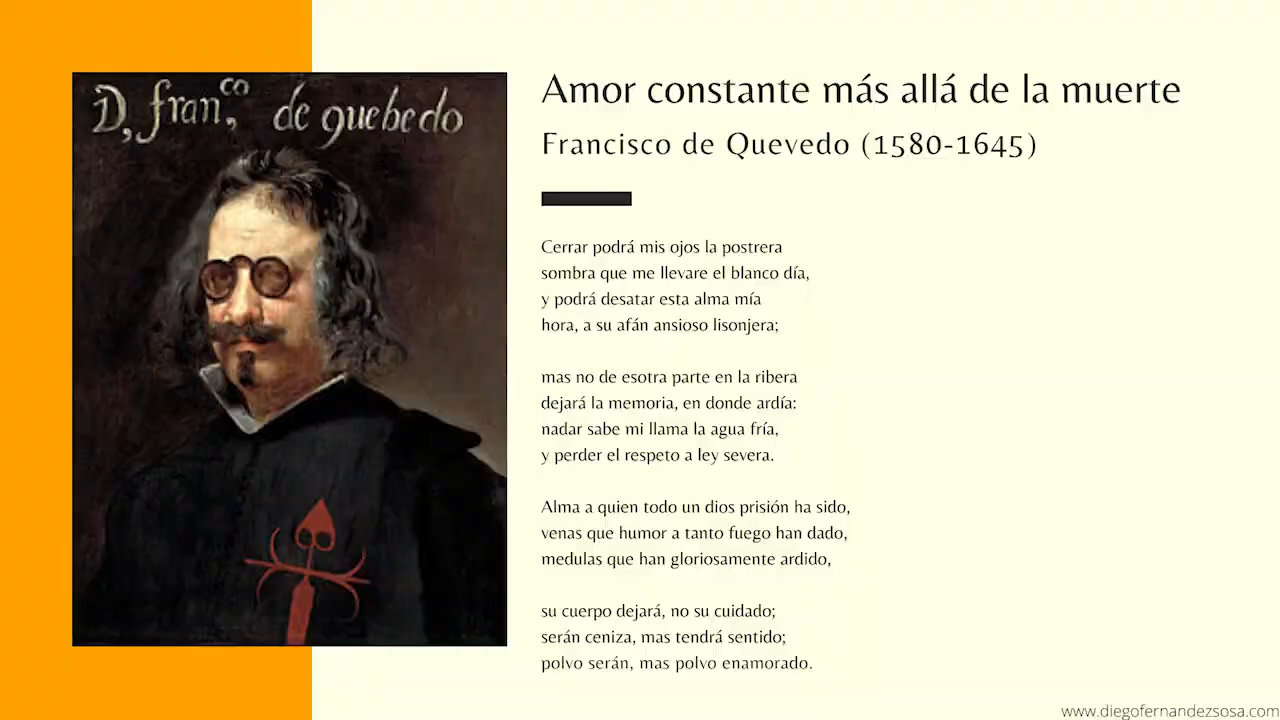 D, fran,co de quebedo
Amor constante más allá de la muerte
Francisco de Quevedo (1580-1645)
Cerrar podrá mis ojos la postrera
sombra que me llevare el blanco día,
y podrá desatar esta alma mía
hora, a su afán ansioso lisonjera;
mas no de esotra parte en la ribera
dejará la memoria, en donde ardía:
nadar sabe mi llama la agua fría,
y perder el respeto a ley severa.
Alma a quien todo un dios prisión ha sido,
venas que humor a tanto fuego han dado,
medulas que han gloriosamente ardido,
su cuerpo dejará, no su cuidado;
serán ceniza, mas tendrá sentido;
polvo serán, mas polvo enamorado.
www.diegofernandezsosa.com